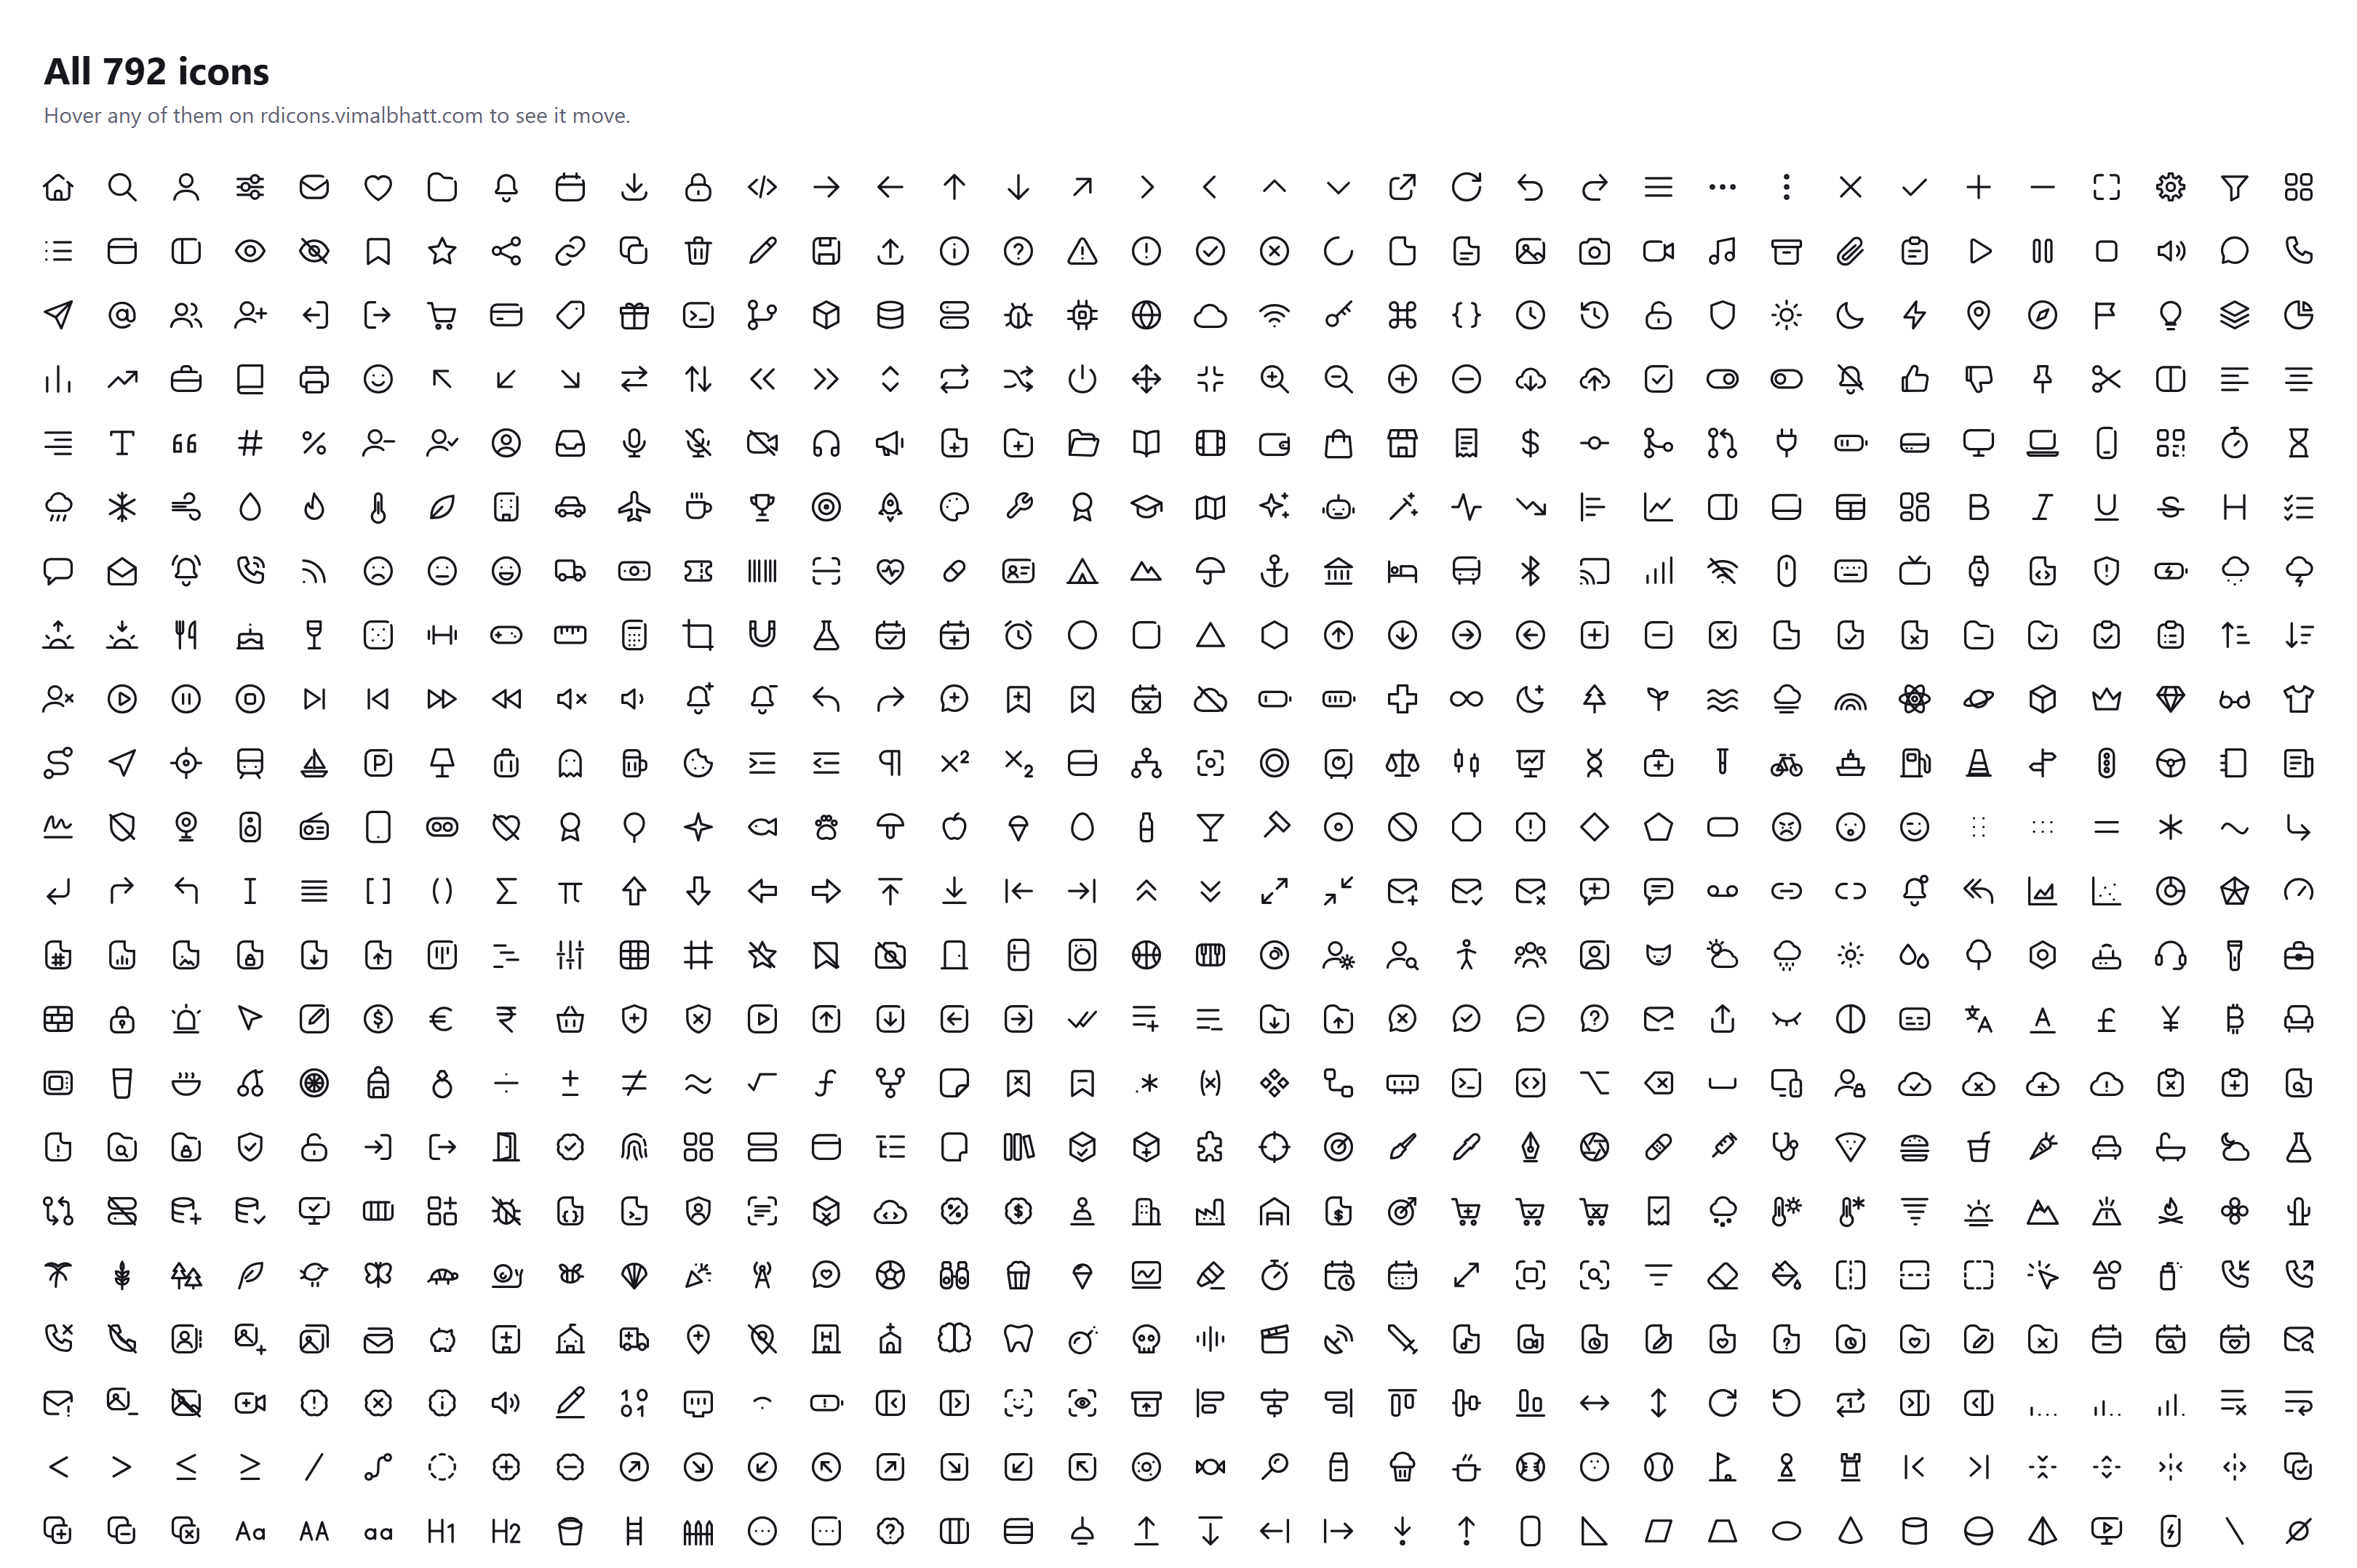 All 792 icons
Hover any of them on rdicons.vimalbhatt.com to see it move.